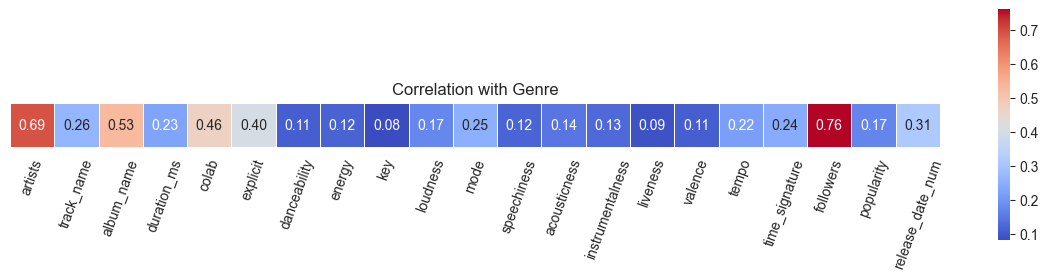 Correlation with Genre
0.69 0.26 0.53 0.23 0.46 0.40 0.11 0.12 0.08 0.17 0.25 0.12 0.14 0.13 0.09 0.11 0.22 0.24 0.76 0.17 0.31
artists
track_name
album_name
duration_ms
colab
explicit
danceability
energy
key
loudness
mode
speechiness
acousticness
instrumentalness
liveness
valence
tempo
time_signature
followers
popularity
release_date_num
0.7
0.6
0.5
0.4
0.3
0.2
0.1